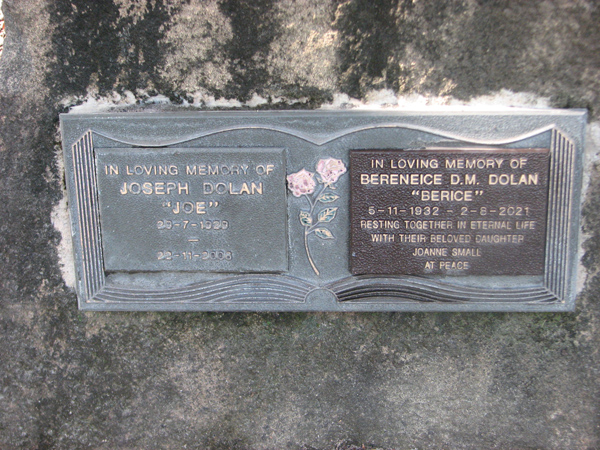 IN LOVING MEMORY OF
JOSEPH DOLAN
"JOE"
IN LOVING MEMORY OF
BERENEICE D.M. DOLAN
"BERICE"
5-11-1932 - 2-8-2021
RESTING TOGETHER IN ETERNAL LIFE
WITH THEIR BELOVED DAUGHTER
JOANNE SMALL
AT PEACE